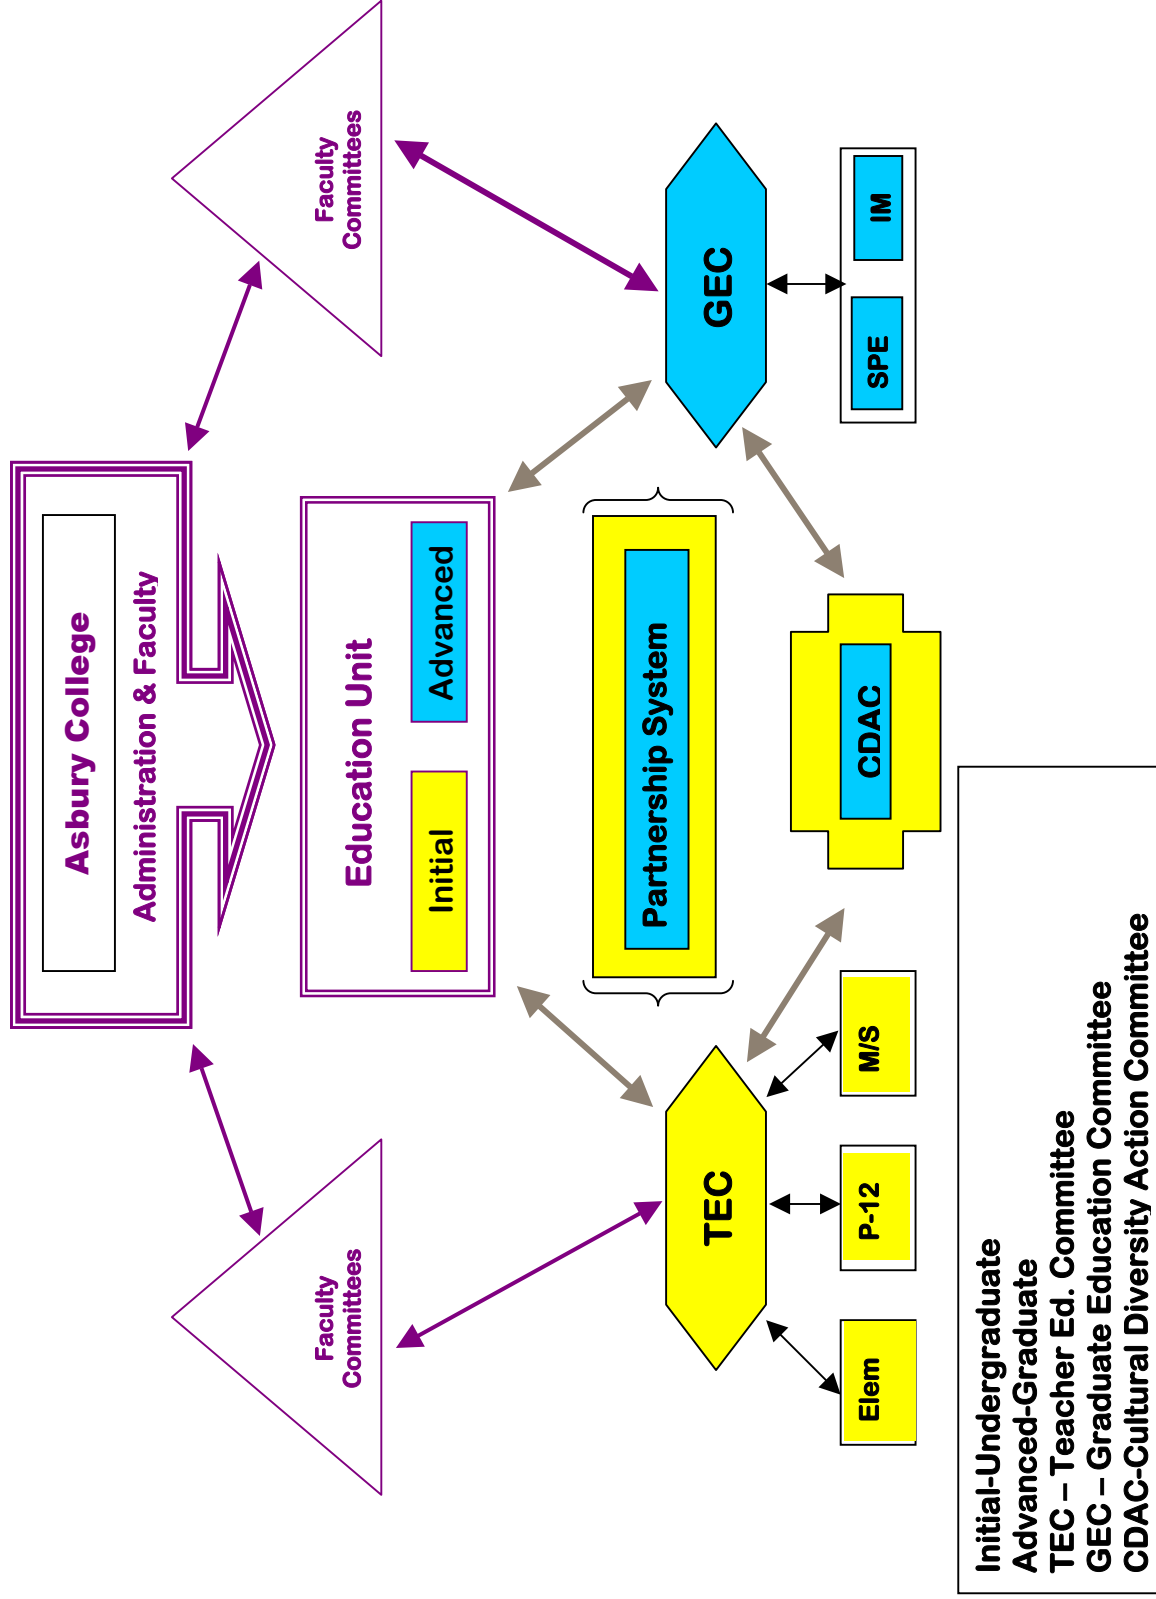 Asbury College
Administration & Faculty
Faculty
Committees
Faculty
Committees
Education Unit
Initial
Advanced
Partnership System
TEC
GEC
CDAC
Elem
P-12
M/S
SPE
IM
Initial-Undergraduate
Advanced-Graduate
TEC – Teacher Ed. Committee
GEC – Graduate Education Committee
CDAC-Cultural Diversity Action Committee